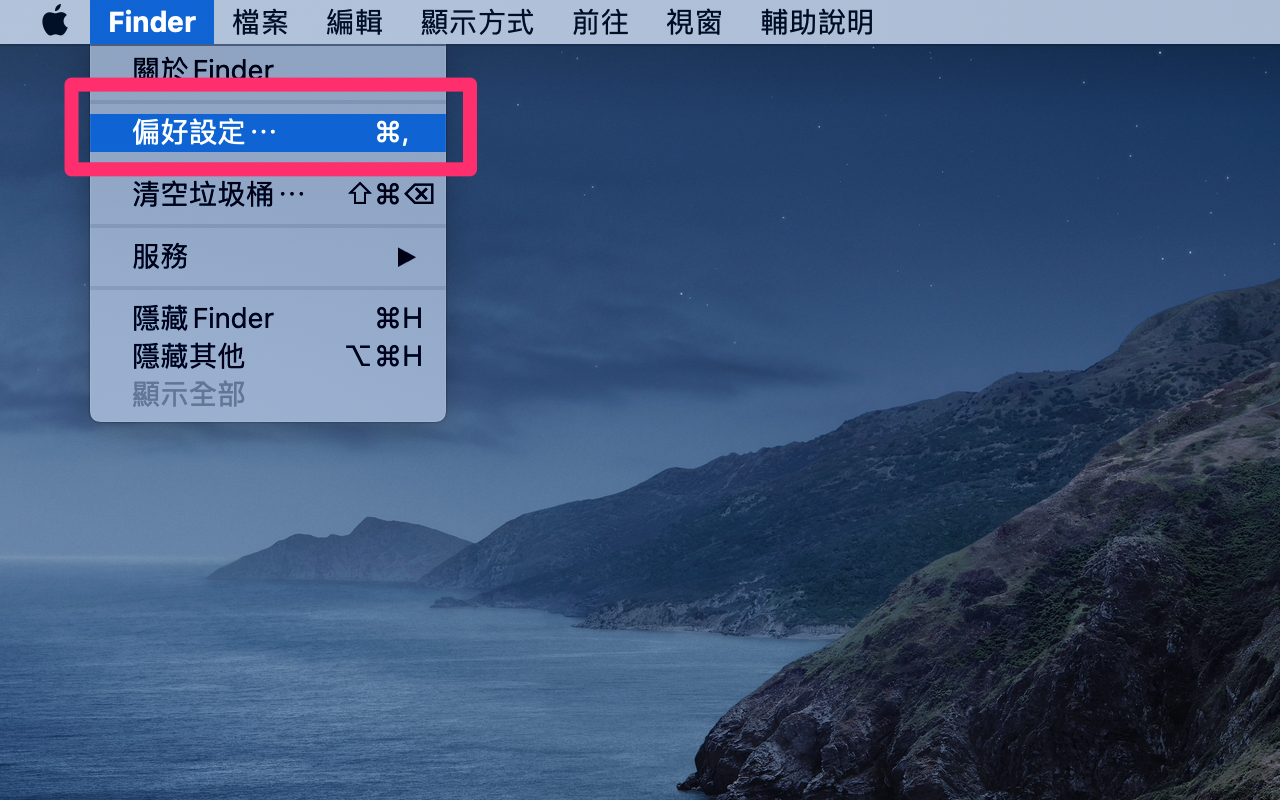 Finder 檔案 編輯 顯示方式 前往 視窗 輔助說明
關於 Finder
偏好設定⋯ ⌘,
清空垃圾桶⋯ ⇧⌘⌫
服務 ▶
隱藏 Finder ⌘H
隱藏其他 ⌥⌘H
顯示全部